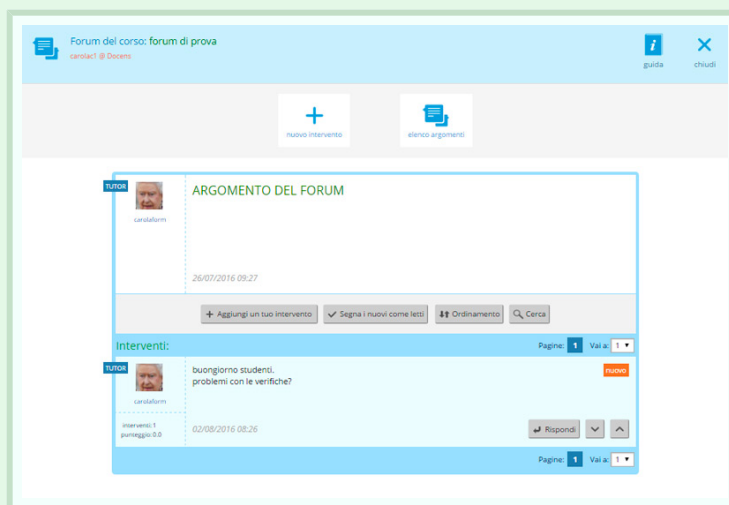 Forum del corso: forum di prova
carolac1 @ Docens
guida
chiudi
nuovo intervento
elenco argomenti
TUTOR
carolaform
ARGOMENTO DEL FORUM
26/07/2016 09:27
Aggiungi un tuo intervento
Segna i nuovi come letti
Ordinamento
Cerca
Interventi:
Pagine: 1 Vai a: 1
TUTOR
carolaform
buongiorno studenti.
problemi con le verifiche?
nuovo
interventi:1
punteggio:0.0
02/08/2016 08:26
Rispondi
Pagine: 1 Vai a: 1